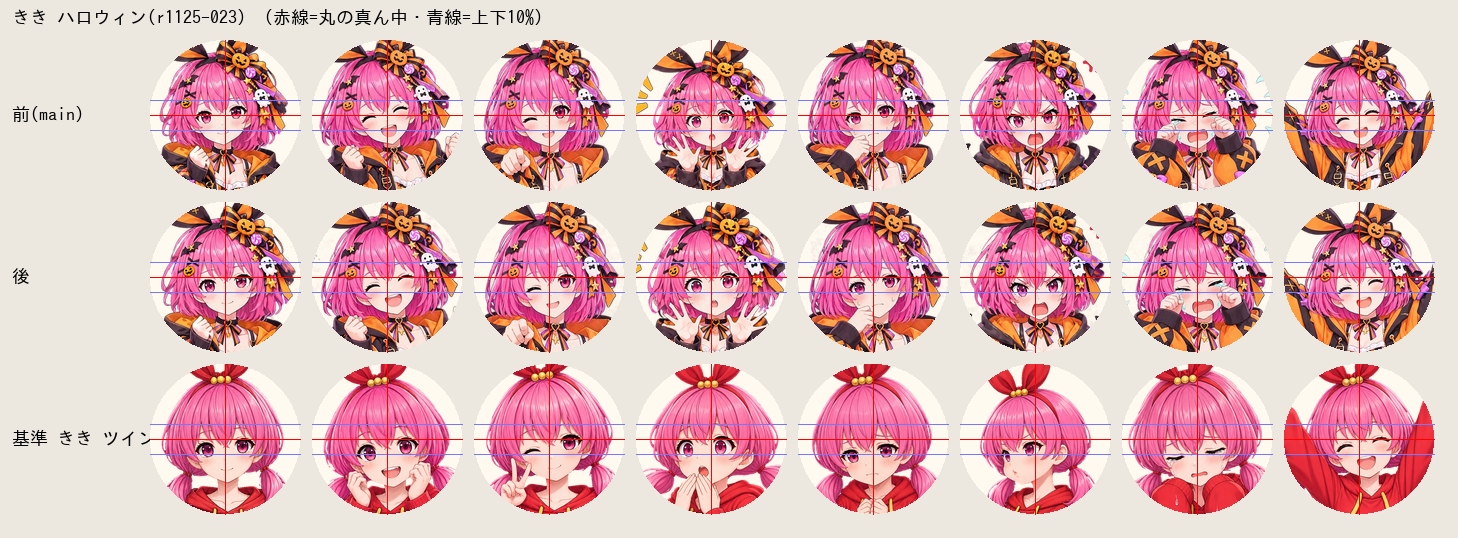 きき ハロウィン(r1125-023) (赤線=丸の真ん中・青線=上下10%)
前(main)
後
基準 きき ツイン